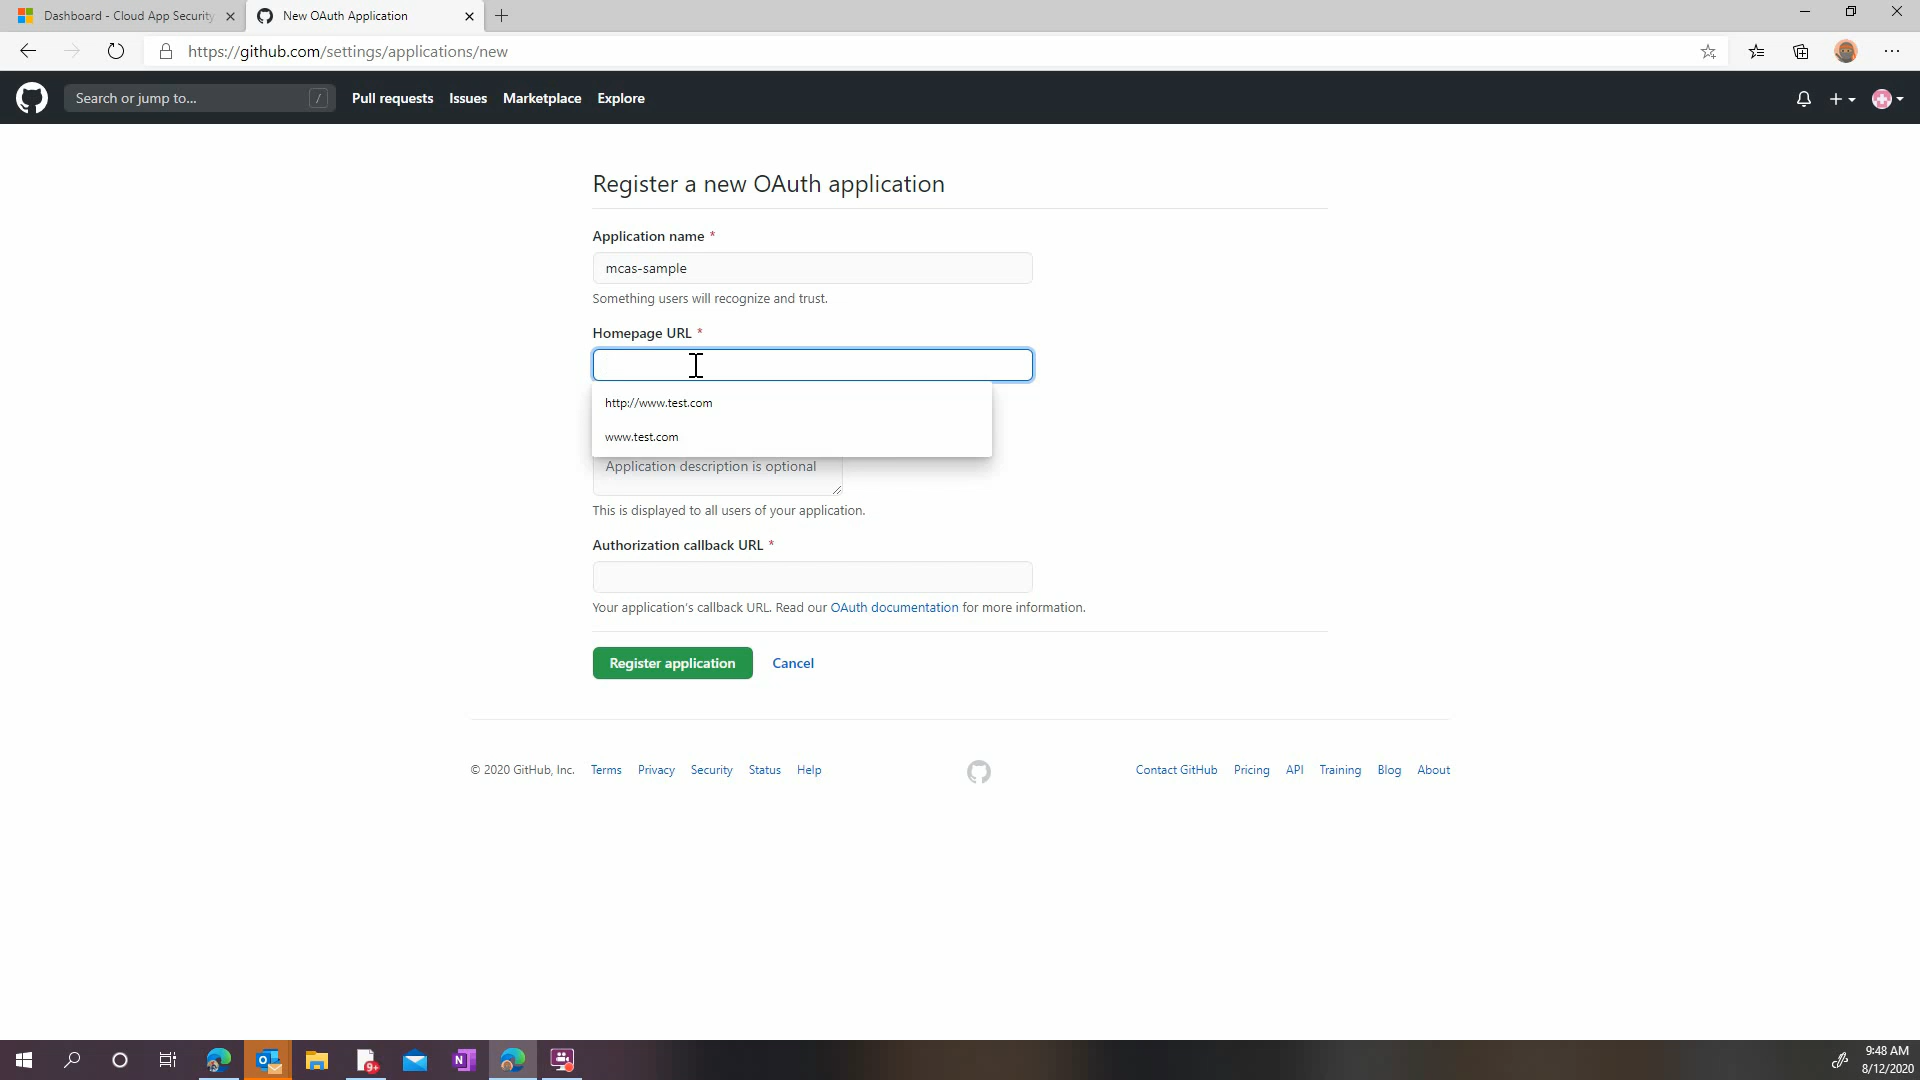 Dashboard - Cloud App Security
New OAuth Application
https://github.com/settings/applications/new
Search or jump to...
/
Pull requests
Issues
Marketplace
Explore
Register a new OAuth application
Application name *
mcas-sample
Something users will recognize and trust.
Homepage URL *
http://www.test.com
www.test.com
Application description is optional
This is displayed to all users of your application.
Authorization callback URL *
Your application's callback URL. Read our OAuth documentation for more information.
Register application
Cancel
© 2020 GitHub, Inc.
Terms
Privacy
Security
Status
Help
Contact GitHub
Pricing
API
Training
Blog
About
9+
9:48 AM
8/12/2020